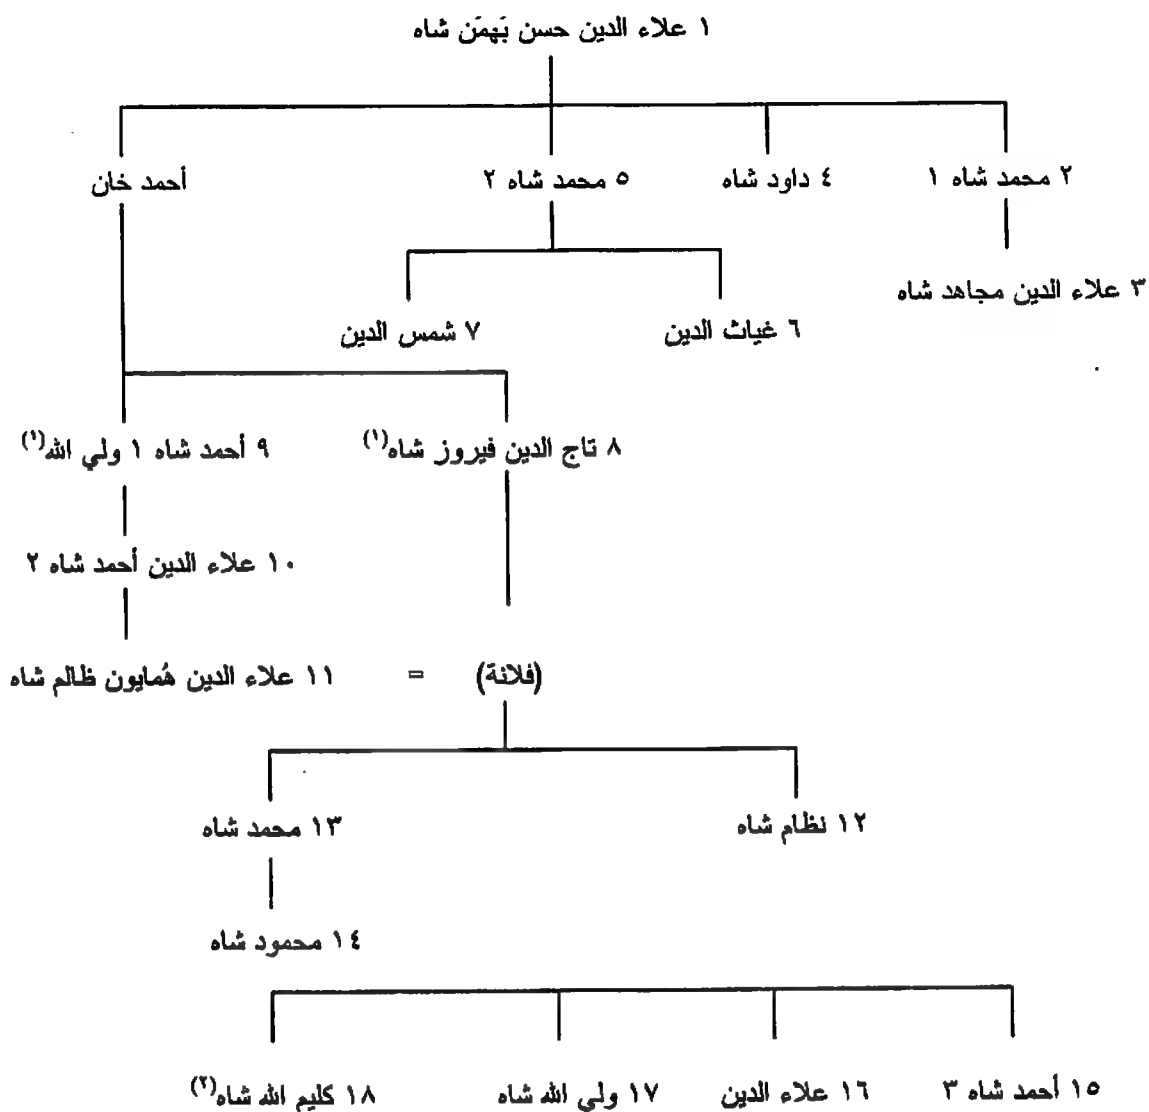 ١ علاء الدين حسن بَهمَن شاه
٢ محمد شاه ١ ٤ داود شاه ٥ محمد شاه ٢ أحمد خان
٣ علاء الدين مجاهد شاه
٦ غياث الدين ٧ شمس الدين
٨ تاج الدين فيروز شاه(١) ٩ أحمد شاه ١ ولي الله(١)
١٠ علاء الدين أحمد شاه ٢
(فلانة) = ١١ علاء الدين هُمايون ظالم شاه
١٢ نظام شاه ١٣ محمد شاه
١٤ محمود شاه
١٥ أحمد شاه ٣ ١٦ علاء الدين ١٧ ولي الله شاه ١٨ كليم الله شاه(٢)